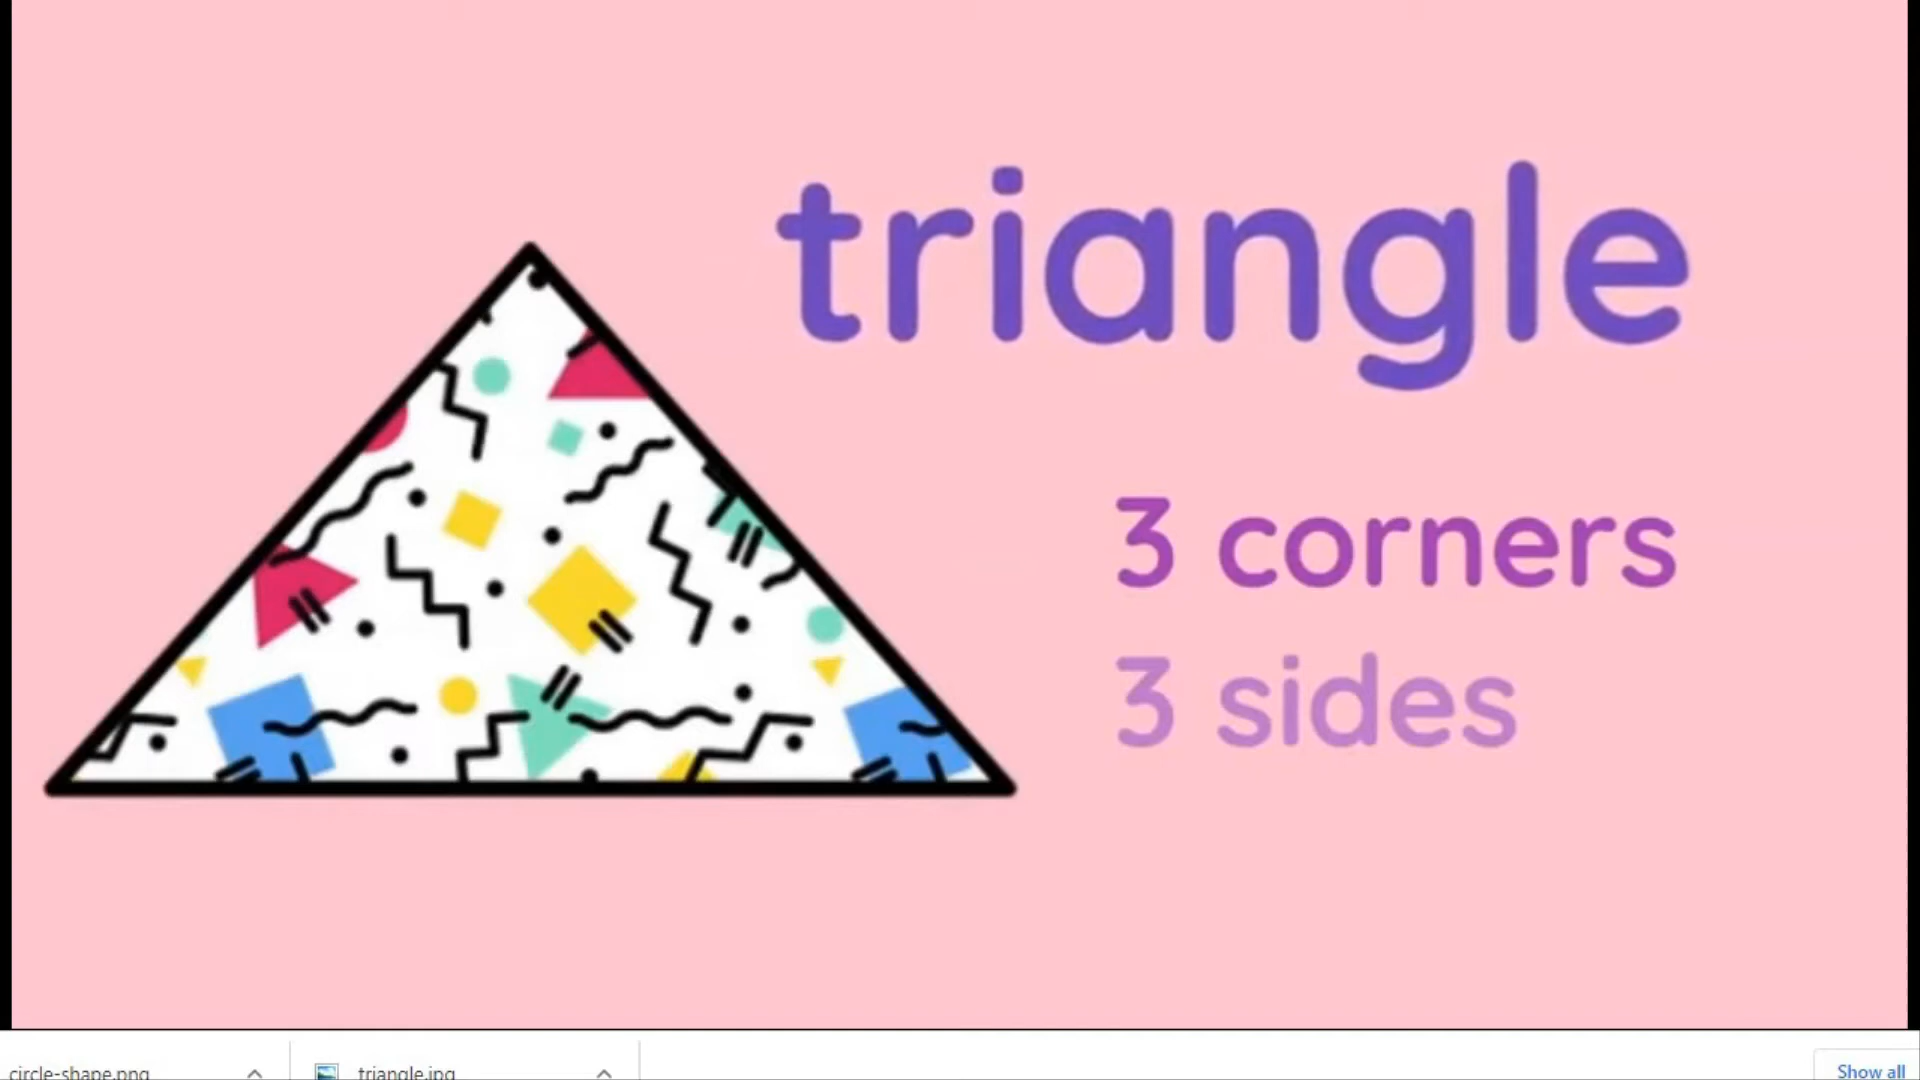 triangle
3 corners
3 sides
circle-shape.png
triangle.jpg
Show all